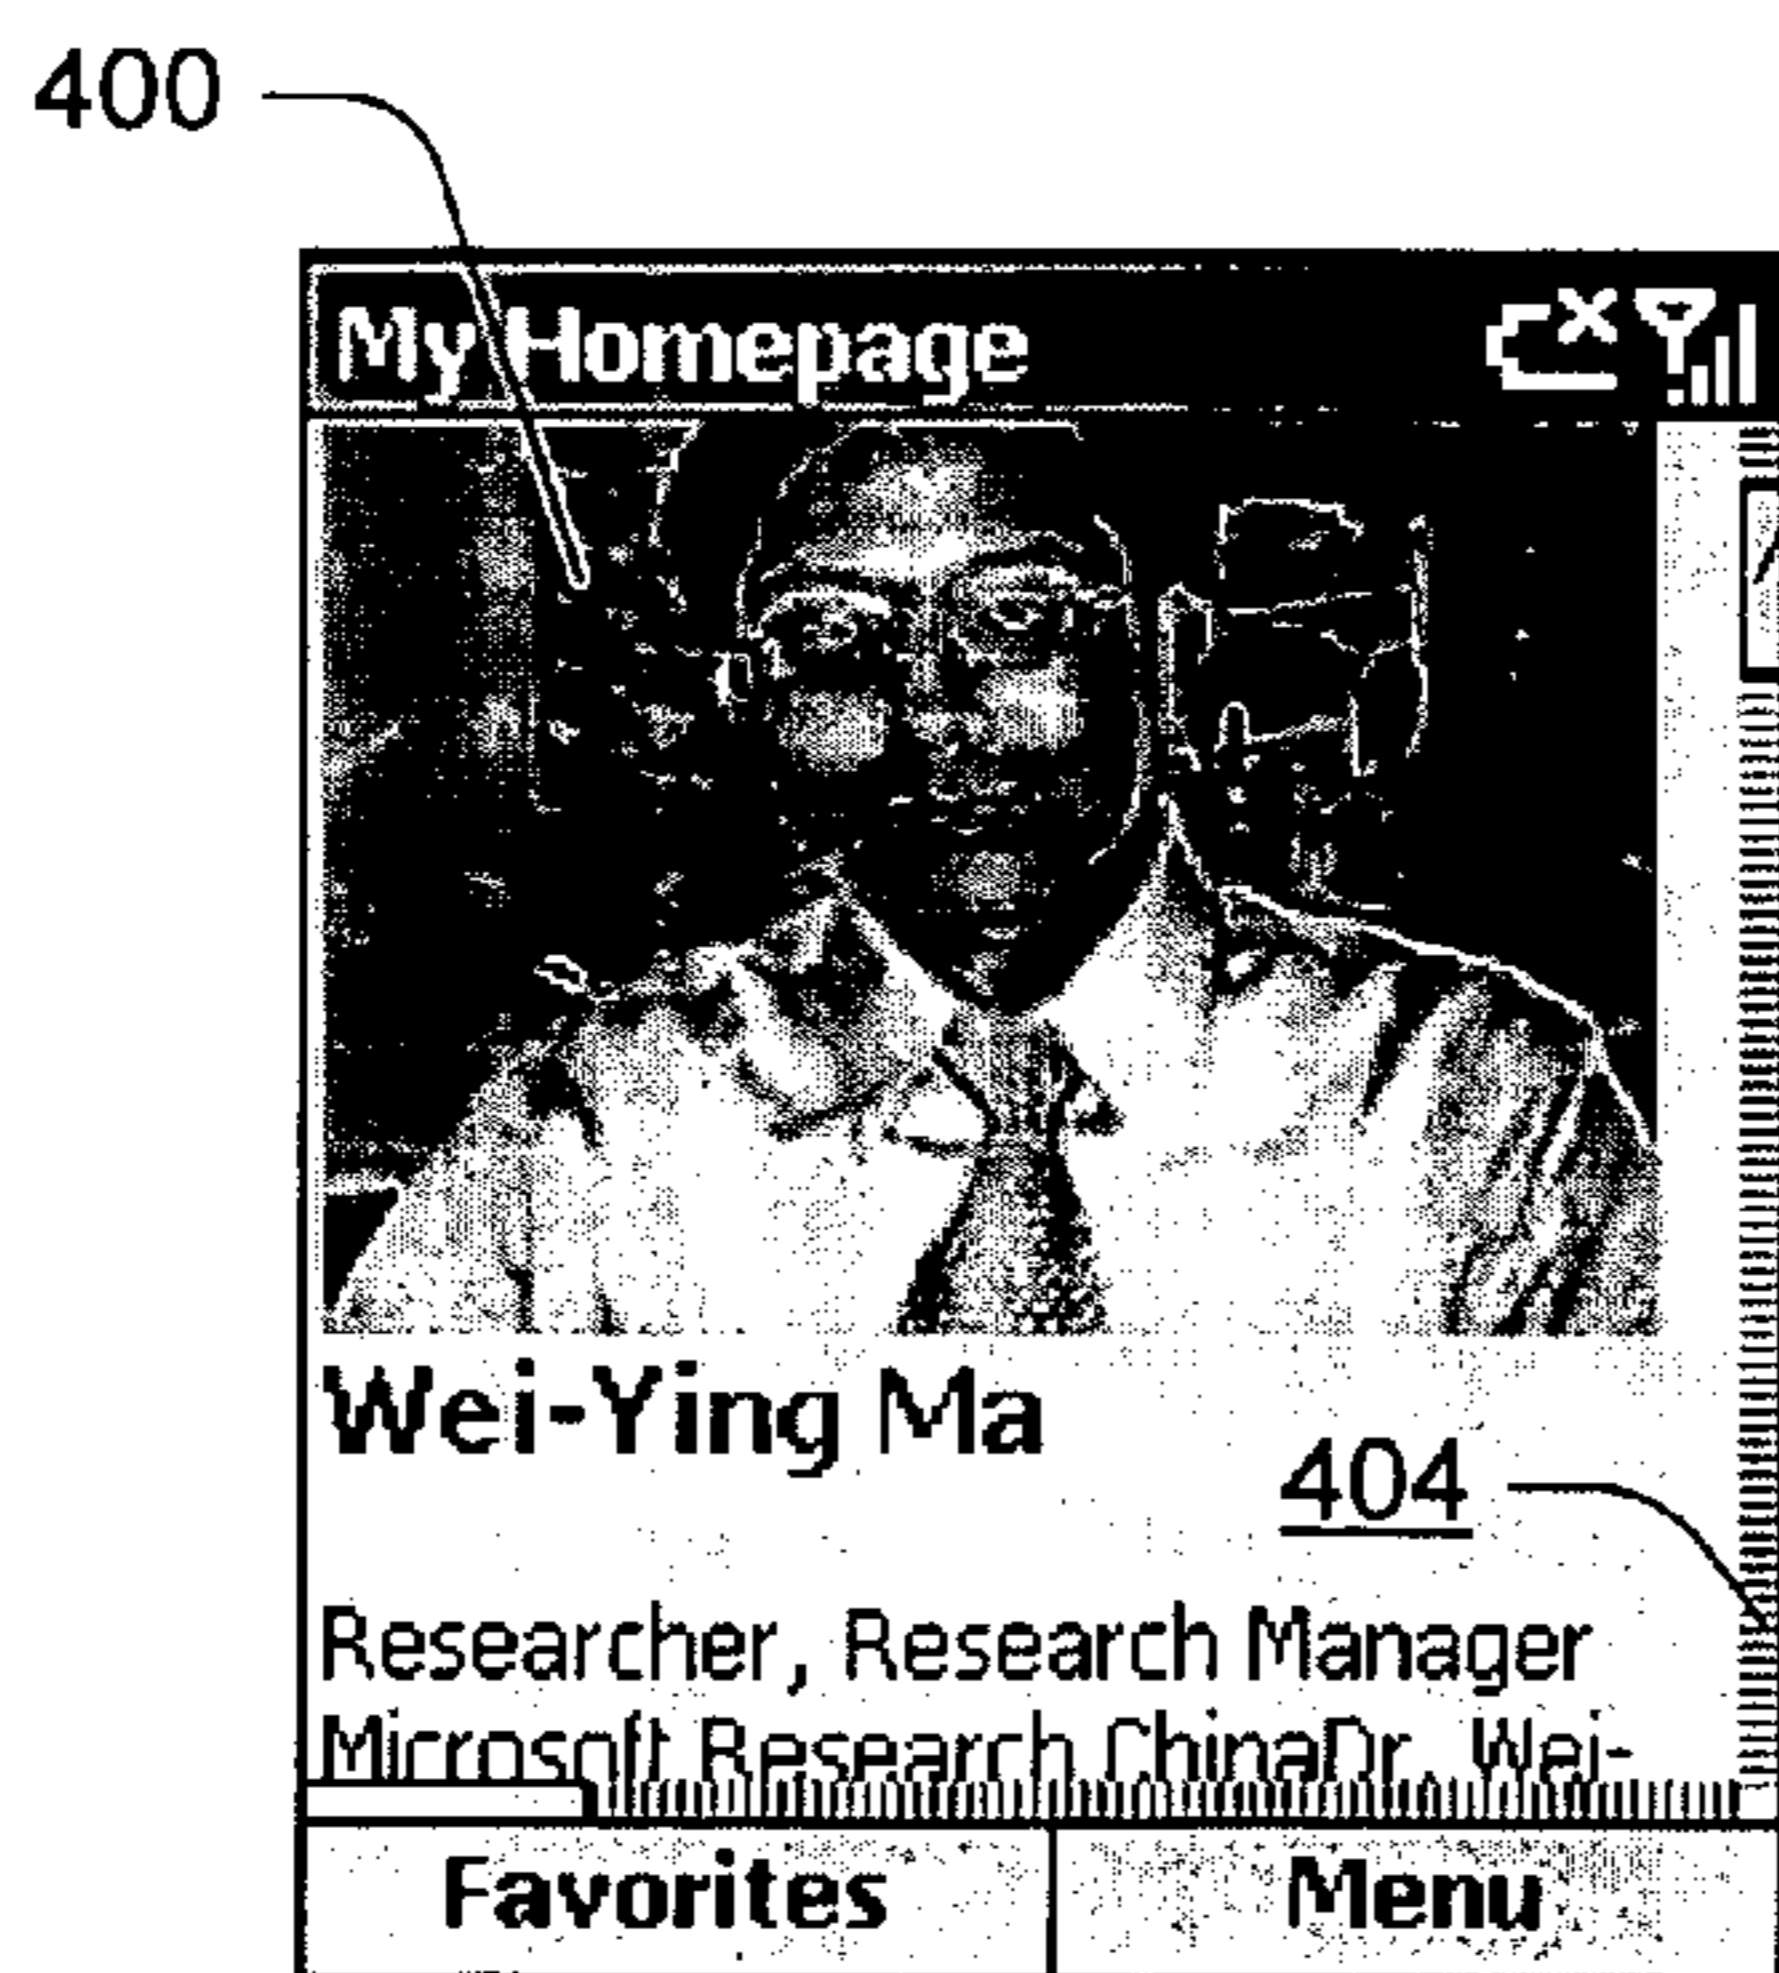 400
My Homepage
Wei-Ying Ma
404
Researcher, Research Manager
Microsoft Research ChinaDr. Wei-
Favorites Menu